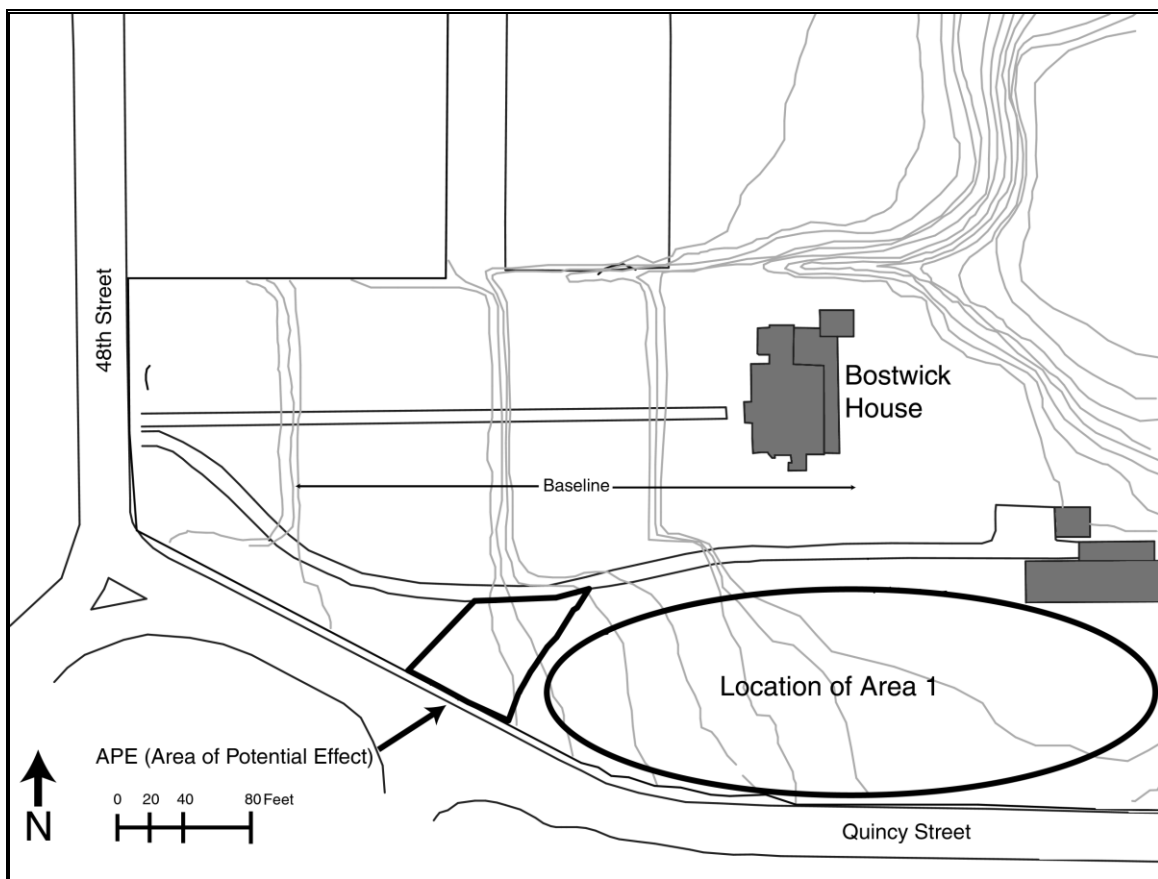 48th Street
Bostwick
House
Baseline
Location of Area 1
APE (Area of Potential Effect)
0 20 40 80 Feet
N
Quincy Street